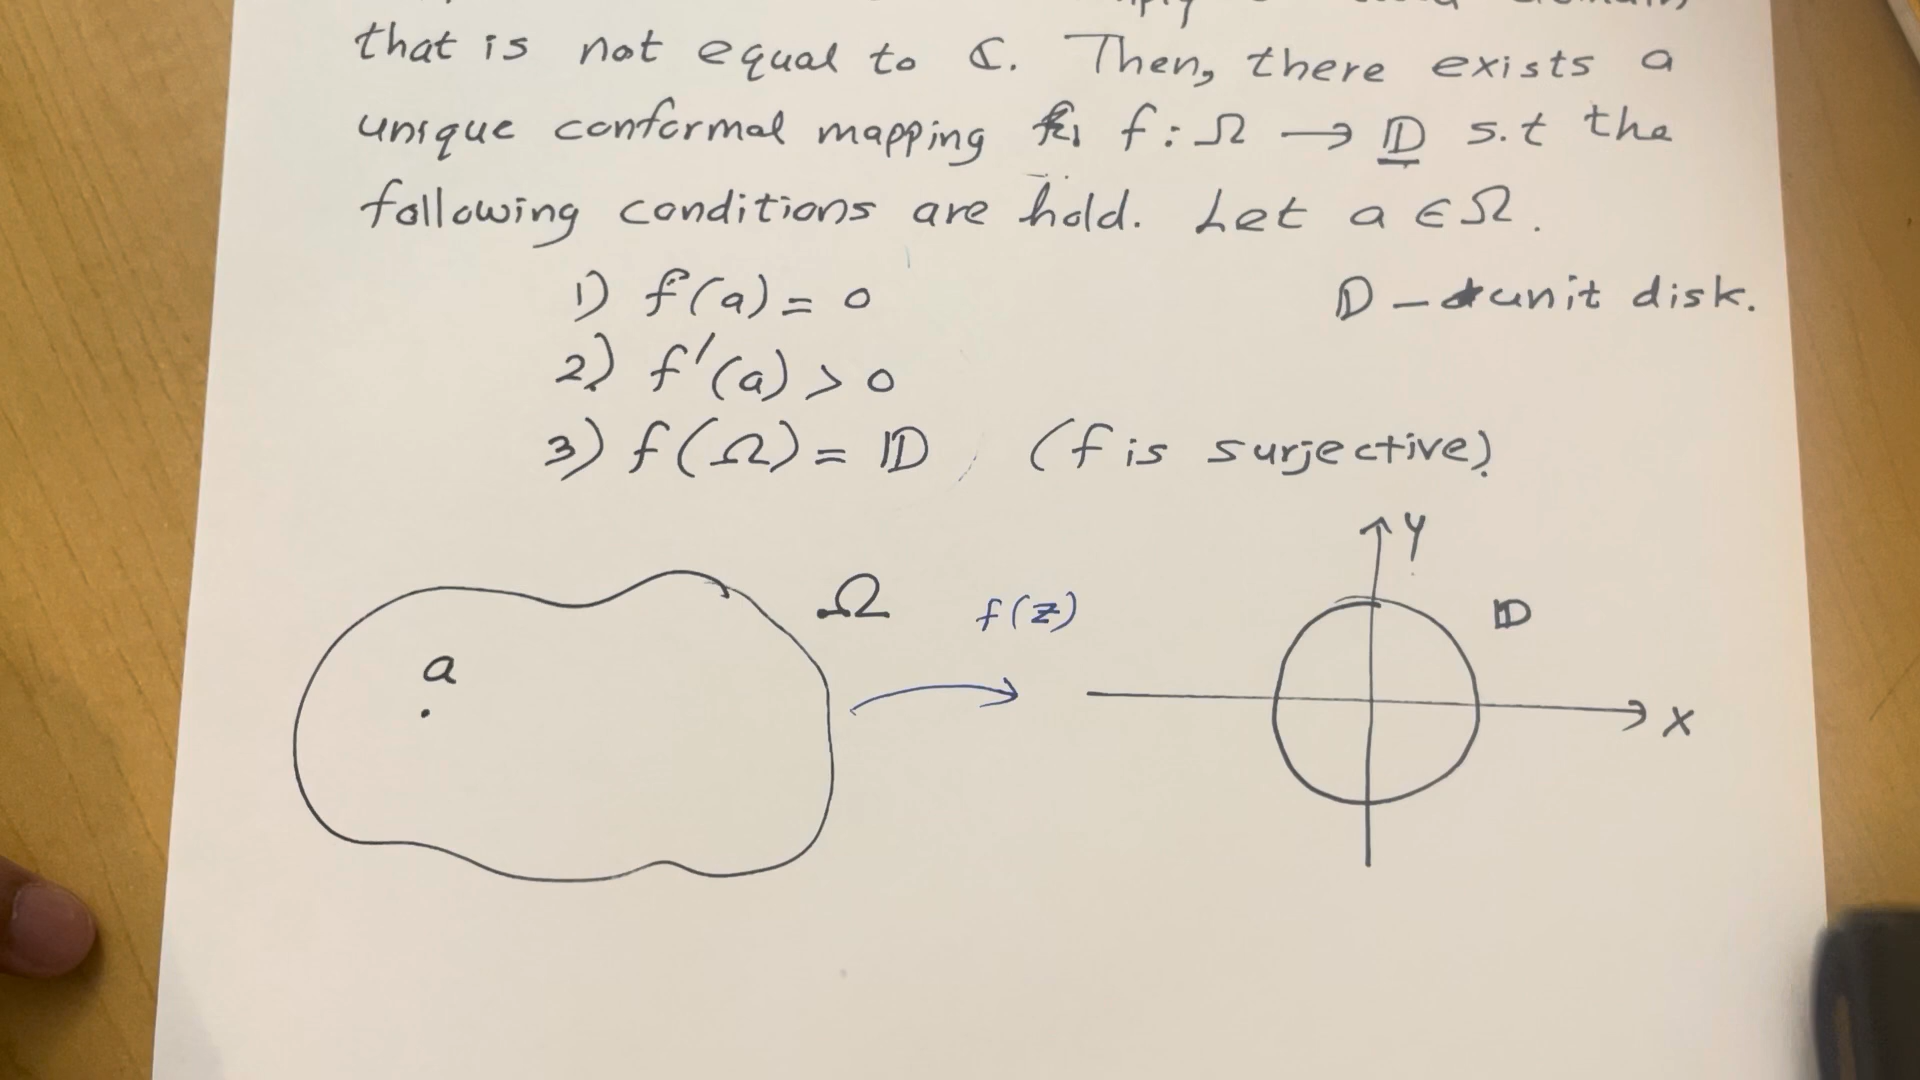 that is not equal to ℂ. Then, there exists a
unique conformal mapping f : Ω → 𝔻 s.t the
following conditions are hold. Let a ∈ Ω.
1) f(a) = 0
𝔻 – unit disk.
2) f'(a) > 0
3) f(Ω) = 𝔻 (f is surjective)
Ω
f(z)
a
y
𝔻
x